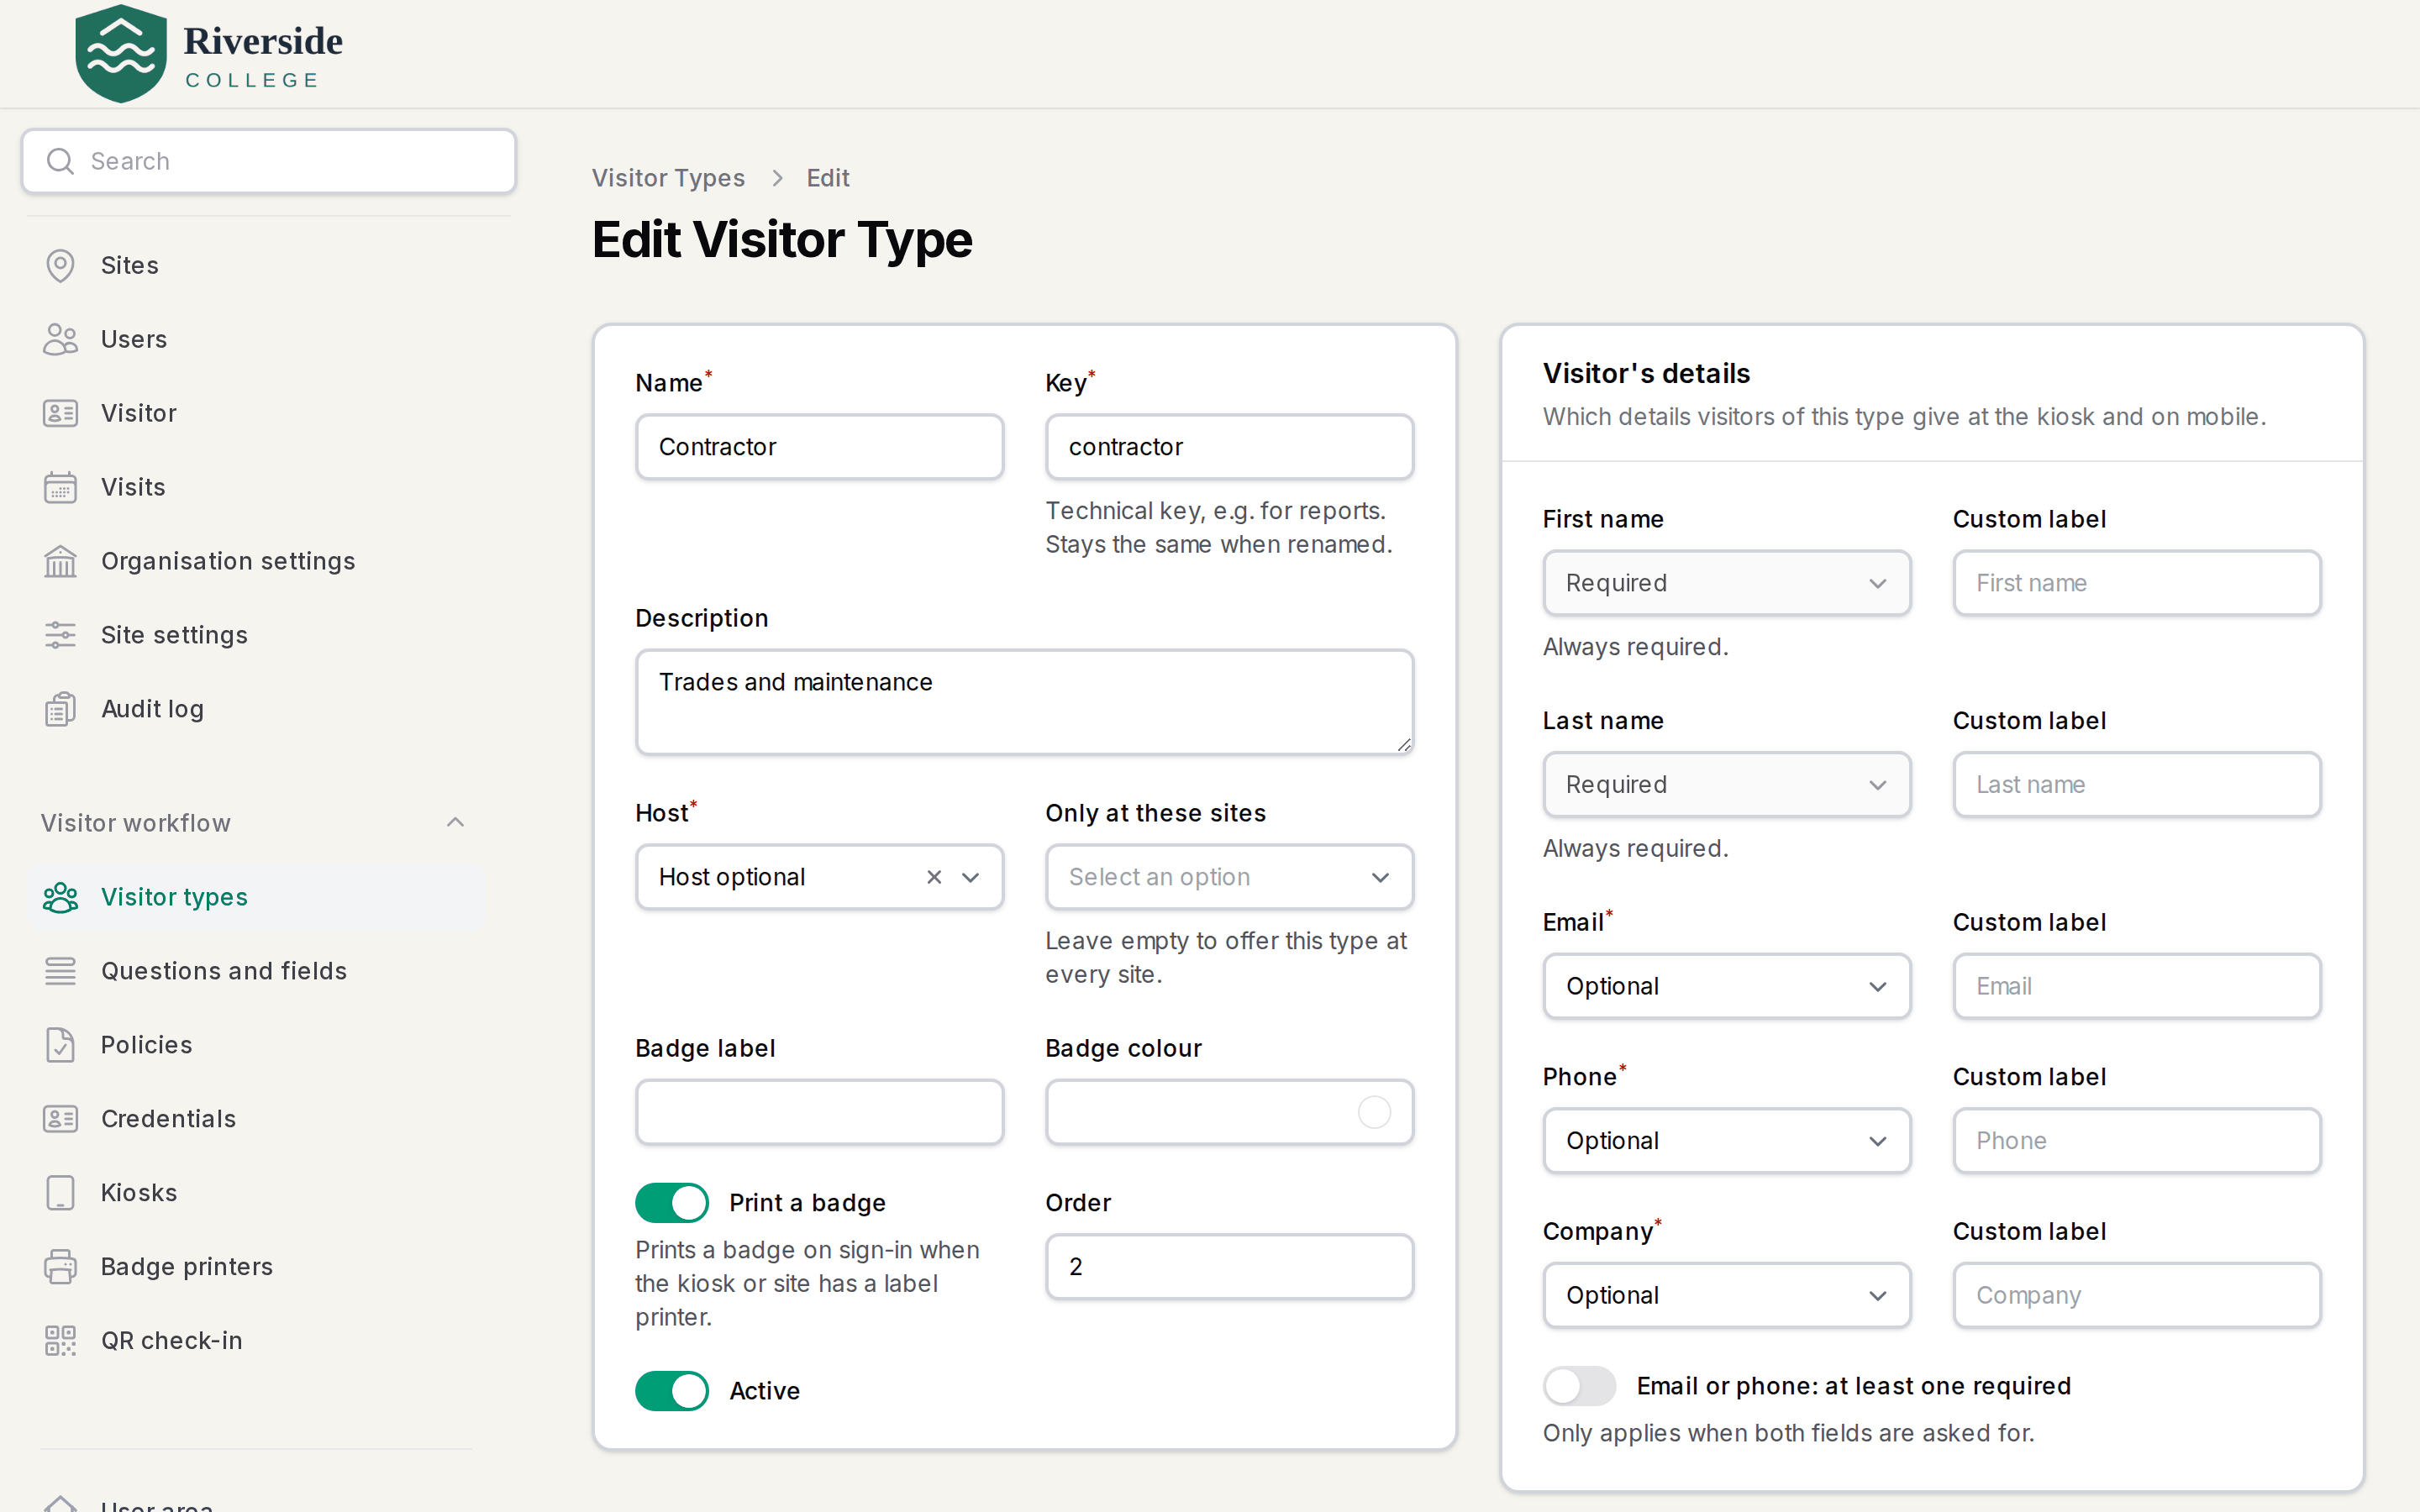 Riverside
COLLEGE
Search
Sites
Users
Visitor
Visits
Organisation settings
Site settings
Audit log
Visitor workflow
Visitor types
Questions and fields
Policies
Credentials
Kiosks
Badge printers
QR check-in
User area
Visitor Types > Edit
Edit Visitor Type
Name*
Contractor
Key*
contractor
Technical key, e.g. for reports.
Stays the same when renamed.
Description
Trades and maintenance
Host*
Host optional
Only at these sites
Select an option
Leave empty to offer this type at
every site.
Badge label
Badge colour
Print a badge
Prints a badge on sign-in when
the kiosk or site has a label
printer.
Order
2
Active
Visitor's details
Which details visitors of this type give at the kiosk and on mobile.
First name
Required
Always required.
Custom label
First name
Last name
Required
Always required.
Custom label
Last name
Email*
Optional
Custom label
Email
Phone*
Optional
Custom label
Phone
Company*
Optional
Custom label
Company
Email or phone: at least one required
Only applies when both fields are asked for.